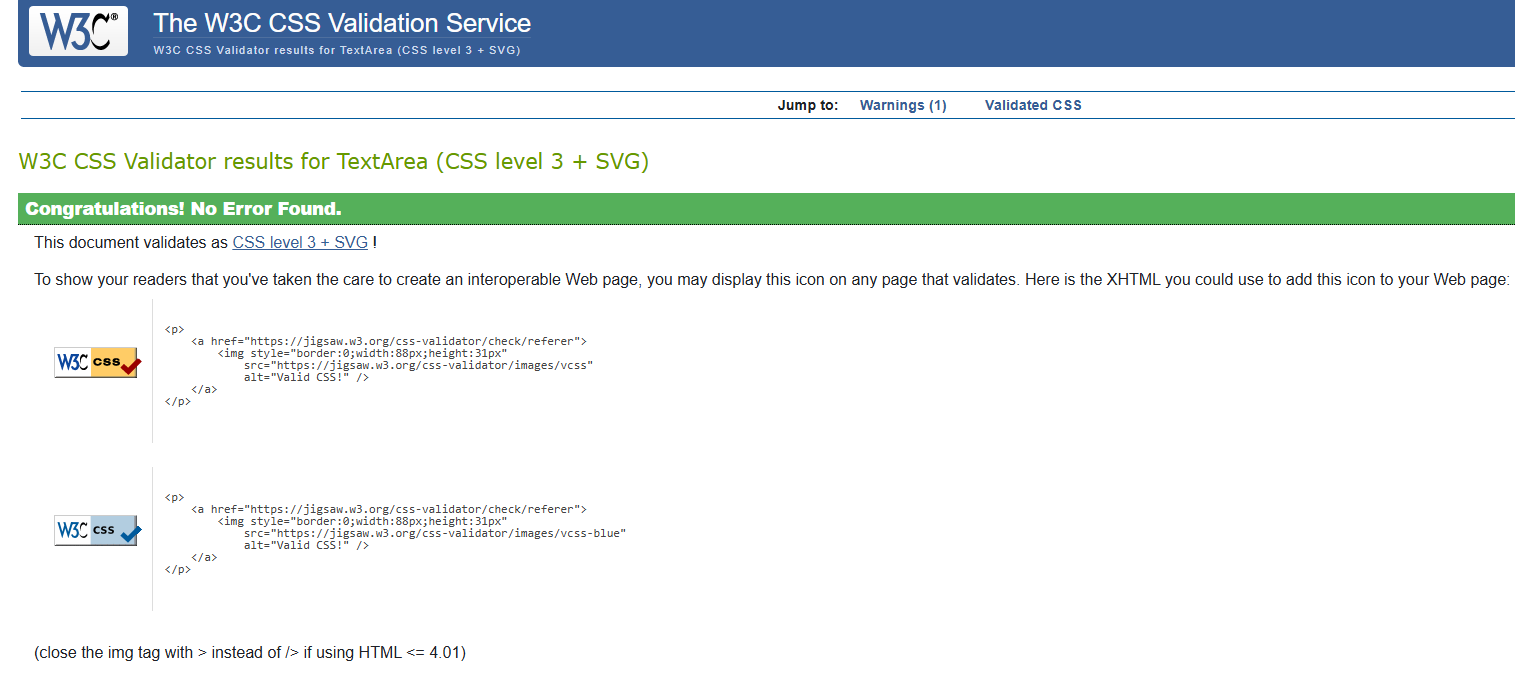 W3C®
The W3C CSS Validation Service
W3C CSS Validator results for TextArea (CSS level 3 + SVG)
Jump to: Warnings (1) Validated CSS
W3C CSS Validator results for TextArea (CSS level 3 + SVG)
Congratulations! No Error Found.
This document validates as CSS level 3 + SVG !
To show your readers that you've taken the care to create an interoperable Web page, you may display this icon on any page that validates. Here is the XHTML you could use to add this icon to your Web page:
W3C css
<p>
    <a href="https://jigsaw.w3.org/css-validator/check/referer">
        <img style="border:0;width:88px;height:31px"
            src="https://jigsaw.w3.org/css-validator/images/vcss"
            alt="Valid CSS!" />
    </a>
</p>
W3C css
<p>
    <a href="https://jigsaw.w3.org/css-validator/check/referer">
        <img style="border:0;width:88px;height:31px"
            src="https://jigsaw.w3.org/css-validator/images/vcss-blue"
            alt="Valid CSS!" />
    </a>
</p>
(close the img tag with > instead of /> if using HTML <= 4.01)